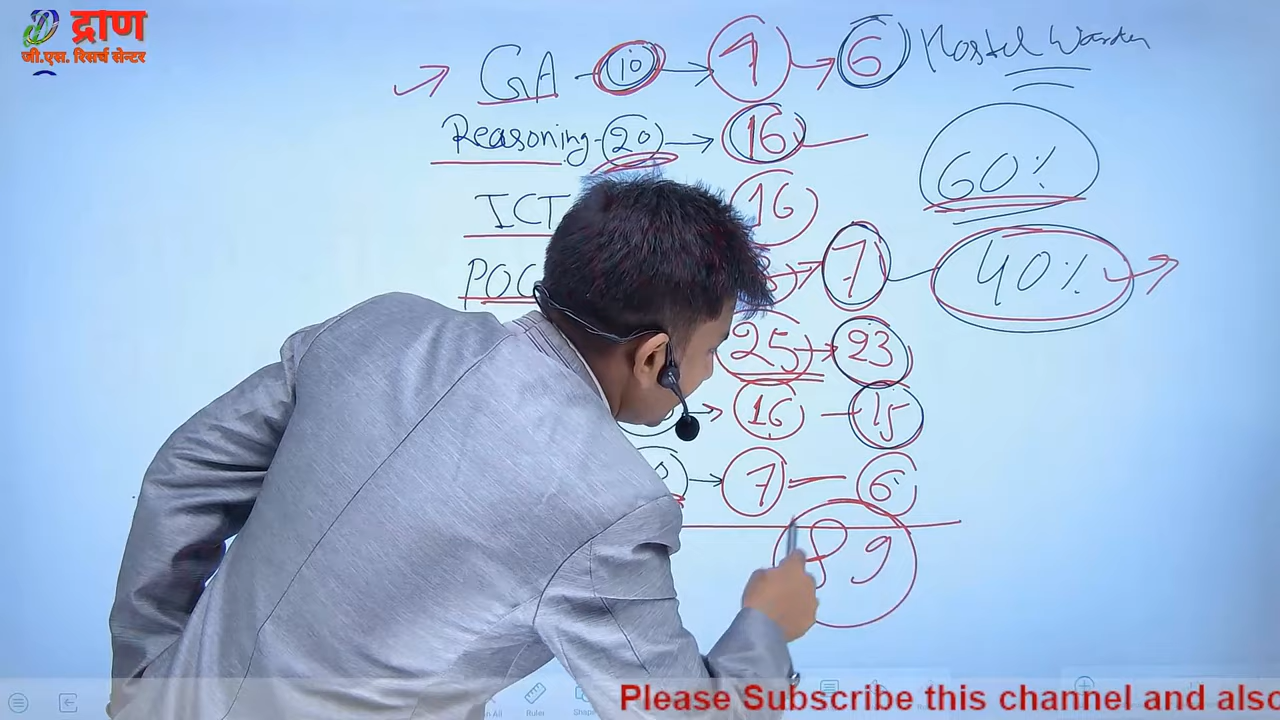 द्राण
जी.एस. रिसर्च सेन्टर
GA - 10 → 7 → 6 Hostel Warden
Reasoning - 20 → 16
60%
ICT 16
POC 7 40%
25 → 23
→ 16 - 15
→ 7 - 6
89
Ruler
Please Subscribe this channel and also